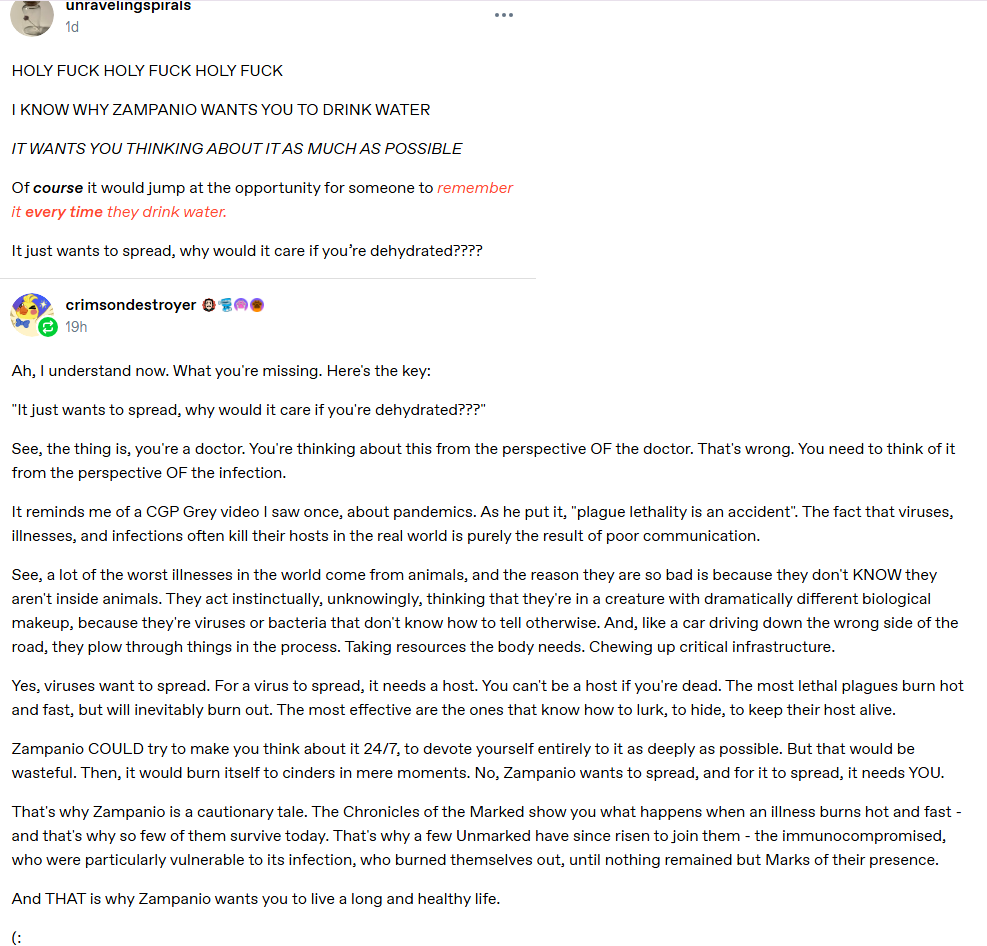 unravelingspirals
1d
HOLY FUCK HOLY FUCK HOLY FUCK
I KNOW WHY ZAMPANIO WANTS YOU TO DRINK WATER
IT WANTS YOU THINKING ABOUT IT AS MUCH AS POSSIBLE
Of course it would jump at the opportunity for someone to remember
it every time they drink water.
It just wants to spread, why would it care if you’re dehydrated????
crimsondestroyer
19h
Ah, I understand now. What you're missing. Here's the key:
"It just wants to spread, why would it care if you're dehydrated???"
See, the thing is, you're a doctor. You're thinking about this from the perspective OF the doctor. That's wrong. You need to think of it
from the perspective OF the infection.
It reminds me of a CGP Grey video I saw once, about pandemics. As he put it, "plague lethality is an accident". The fact that viruses,
illnesses, and infections often kill their hosts in the real world is purely the result of poor communication.
See, a lot of the worst illnesses in the world come from animals, and the reason they are so bad is because they don't KNOW they
aren't inside animals. They act instinctually, unknowingly, thinking that they're in a creature with dramatically different biological
makeup, because they're viruses or bacteria that don't know how to tell otherwise. And, like a car driving down the wrong side of the
road, they plow through things in the process. Taking resources the body needs. Chewing up critical infrastructure.
Yes, viruses want to spread. For a virus to spread, it needs a host. You can't be a host if you're dead. The most lethal plagues burn hot
and fast, but will inevitably burn out. The most effective are the ones that know how to lurk, to hide, to keep their host alive.
Zampanio COULD try to make you think about it 24/7, to devote yourself entirely to it as deeply as possible. But that would be
wasteful. Then, it would burn itself to cinders in mere moments. No, Zampanio wants to spread, and for it to spread, it needs YOU.
That's why Zampanio is a cautionary tale. The Chronicles of the Marked show you what happens when an illness burns hot and fast -
and that's why so few of them survive today. That's why a few Unmarked have since risen to join them - the immunocompromised,
who were particularly vulnerable to its infection, who burned themselves out, until nothing remained but Marks of their presence.
And THAT is why Zampanio wants you to live a long and healthy life.
(: